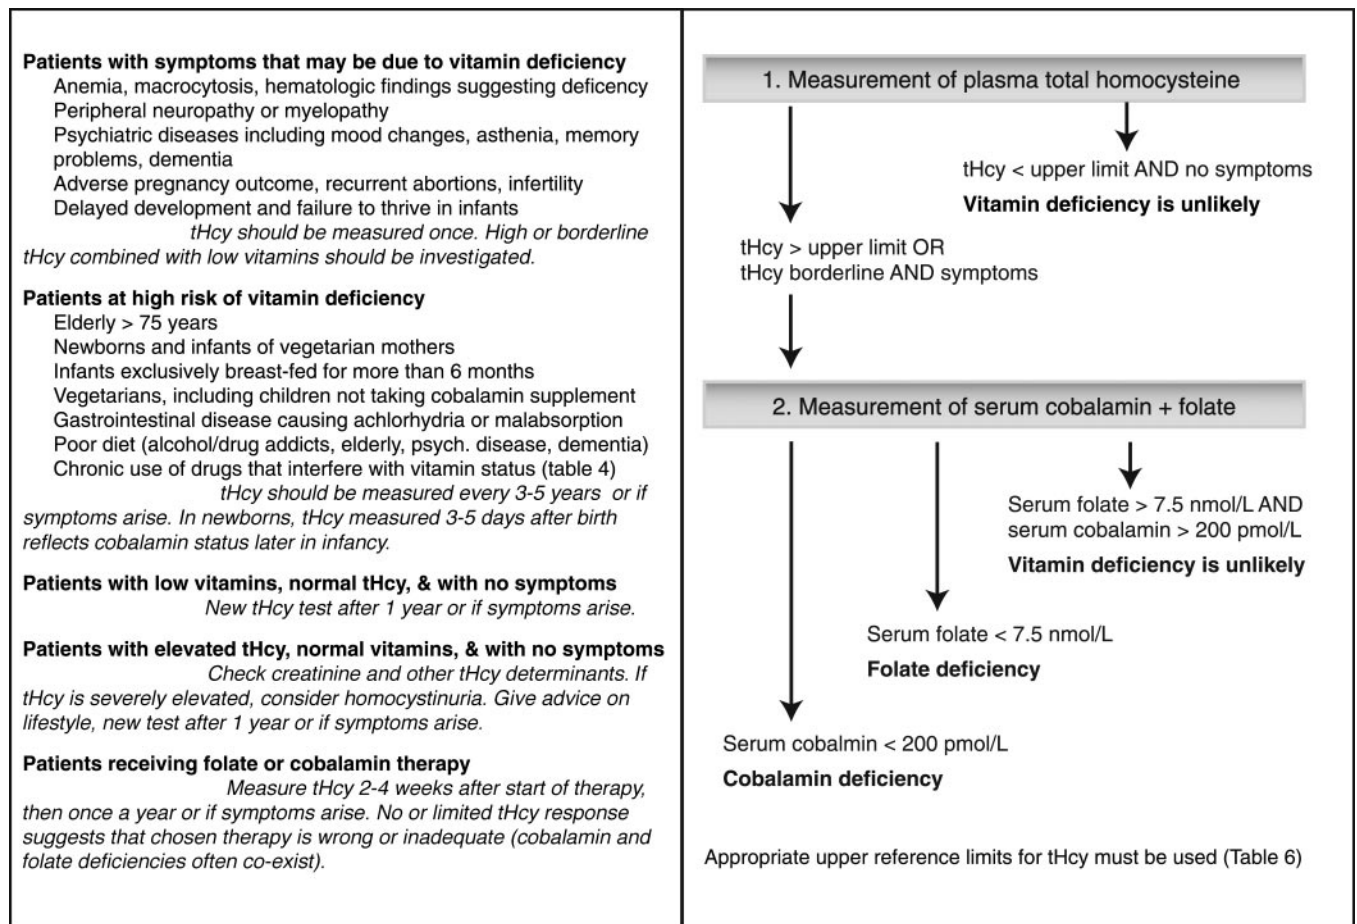 Patients with symptoms that may be due to vitamin deficiency
Anemia, macrocytosis, hematologic findings suggesting defiency
Peripheral neuropathy or myelopathy
Psychiatric diseases including mood changes, asthenia, memory
problems, dementia
Adverse pregnancy outcome, recurrent abortions, infertility
Delayed development and failure to thrive in infants
tHcy should be measured once. High or borderline
tHcy combined with low vitamins should be investigated.
Patients at high risk of vitamin deficiency
Elderly > 75 years
Newborns and infants of vegetarian mothers
Infants exclusively breast-fed for more than 6 months
Vegetarians, including children not taking cobalamin supplement
Gastrointestinal disease causing achlorhydria or malabsorption
Poor diet (alcohol/drug addicts, elderly, psych. disease, dementia)
Chronic use of drugs that interfere with vitamin status (table 4)
tHcy should be measured every 3-5 years or if
symptoms arise. In newborns, tHcy measured 3-5 days after birth
reflects cobalamin status later in infancy.
Patients with low vitamins, normal tHcy, & with no symptoms
New tHcy test after 1 year or if symptoms arise.
Patients with elevated tHcy, normal vitamins, & with no symptoms
Check creatinine and other tHcy determinants. If
tHcy is severely elevated, consider homocystinuria. Give advice on
lifestyle, new test after 1 year or if symptoms arise.
Patients receiving folate or cobalamin therapy
Measure tHcy 2-4 weeks after start of therapy,
then once a year or if symptoms arise. No or limited tHcy response
suggests that chosen therapy is wrong or inadequate (cobalamin and
folate deficiencies often co-exist).
1. Measurement of plasma total homocysteine
tHcy < upper limit AND no symptoms
Vitamin deficiency is unlikely
tHcy > upper limit OR
tHcy borderline AND symptoms
2. Measurement of serum cobalamin + folate
Serum folate > 7.5 nmol/L AND
serum cobalamin > 200 pmol/L
Vitamin deficiency is unlikely
Serum folate < 7.5 nmol/L
Folate deficiency
Serum cobalmin < 200 pmol/L
Cobalamin deficiency
Appropriate upper reference limits for tHcy must be used (Table 6)